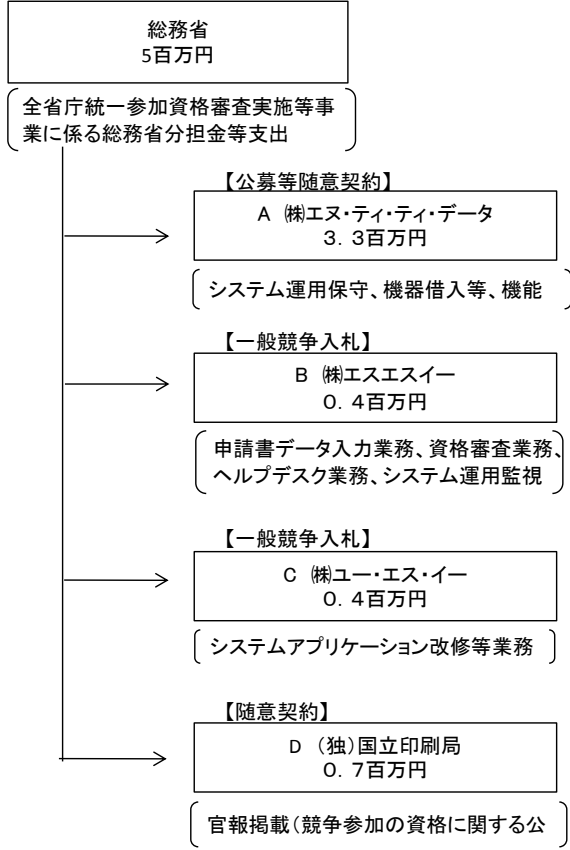 総務省
5百万円
全省庁統一参加資格審査実施等事
業に係る総務省分担金等支出
【公募等随意契約】
A ㈱エヌ・ティ・ティ・データ
3．3百万円
システム運用保守、機器借入等、機能
【一般競争入札】
B ㈱エスエスイー
0．4百万円
申請書データ入力業務、資格審査業務、
ヘルプデスク業務、システム運用監視
【一般競争入札】
C ㈱ユー・エス・イー
0．4百万円
システムアプリケーション改修等業務
【随意契約】
D （独）国立印刷局
0．7百万円
官報掲載（競争参加の資格に関する公